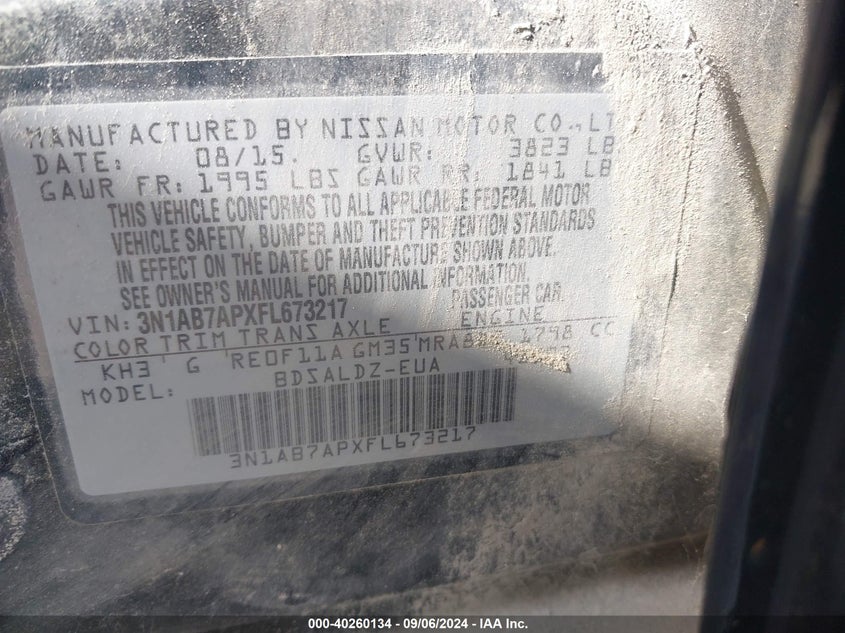 MANUFACTURED BY NISSAN MOTOR CO., LT
DATE: 08/15. GVWR: 3823 LB
GAWR FR: 1995 LBS GAWR RR: 1841 LB
THIS VEHICLE CONFORMS TO ALL APPLICABLE FEDERAL MOTOR
VEHICLE SAFETY, BUMPER AND THEFT PREVENTION STANDARDS
IN EFFECT ON THE DATE OF MANUFACTURE SHOWN ABOVE.
SEE OWNER'S MANUAL FOR ADDITIONAL INFORMATION.
VIN: 3N1AB7APXFL673217 PASSENGER CAR
COLOR TRIM TRANS AXLE ENGINE
KH3 G RE0F11A GM35 1798 CC
MODEL: BDSALDZ-EUA
3N1AB7APXFL673217
000-40260134 - 09/06/2024 - IAA Inc.